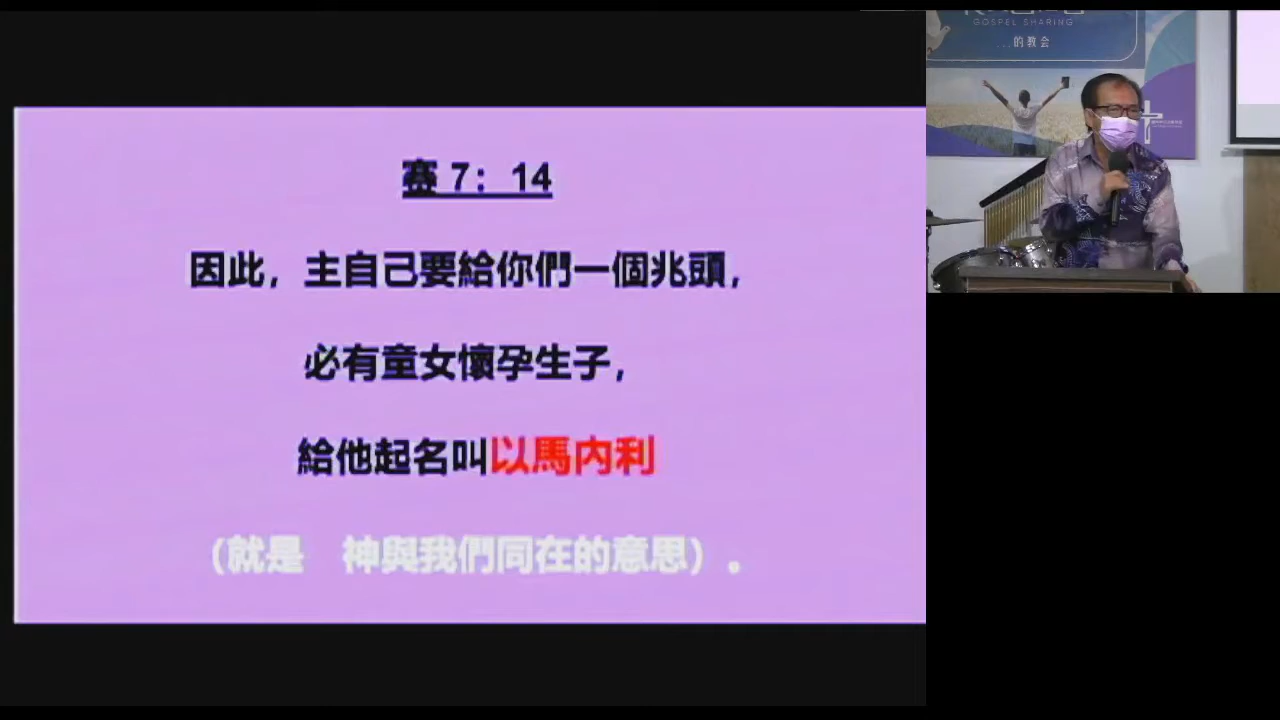 賽 7：14
因此，主自己要給你們一個兆頭，
必有童女懷孕生子，
給他起名叫以馬內利
（就是　神與我們同在的意思）。
GOSPEL SHARING
的教会